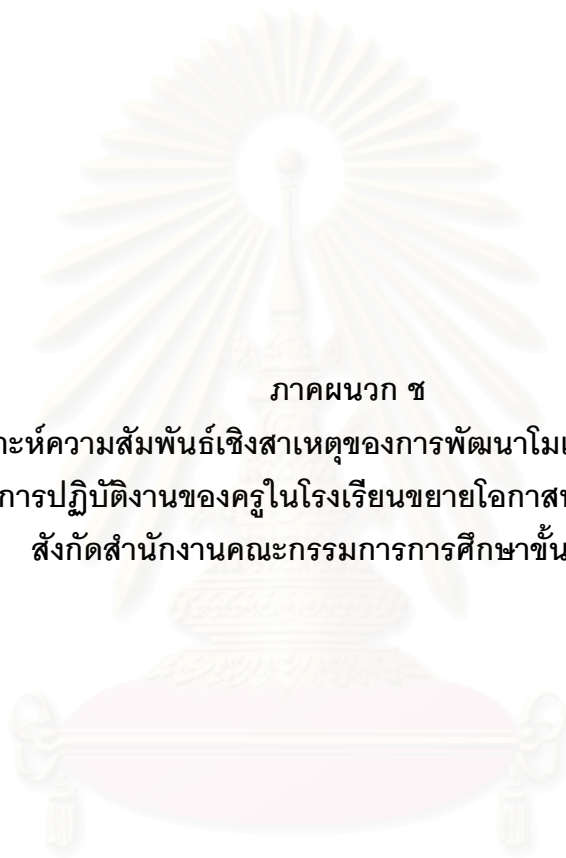 ภาคผนวก ช
าะห์ความสัมพันธ์เชิงสาเหตุของการพัฒนาโม
การปฏิบัติงานของครูในโรงเรียนขยายโอกาส
สังกัดสำนักงานคณะกรรมการการศึกษาขั้น